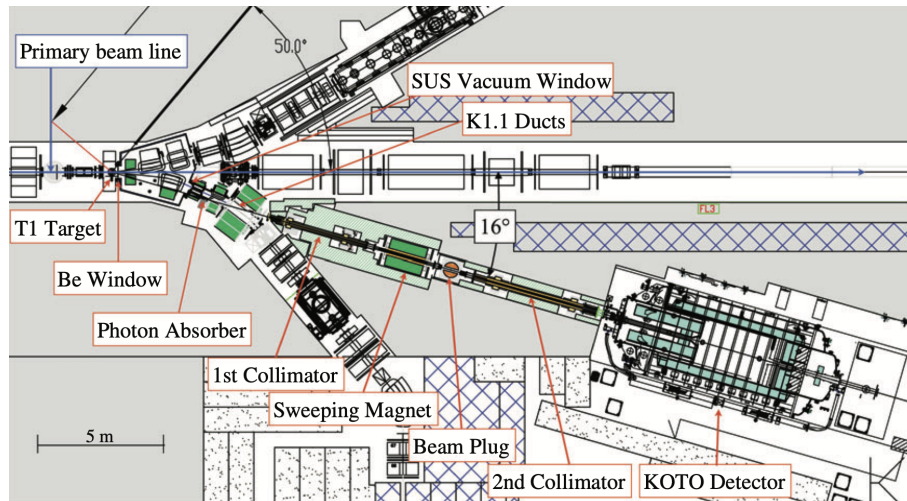 Primary beam line
50.0°
SUS Vacuum Window
K1.1 Ducts
T1 Target
16°
FL3
Be Window
Photon Absorber
1st Collimator
Sweeping Magnet
Beam Plug
5 m
2nd Collimator
KOTO Detector